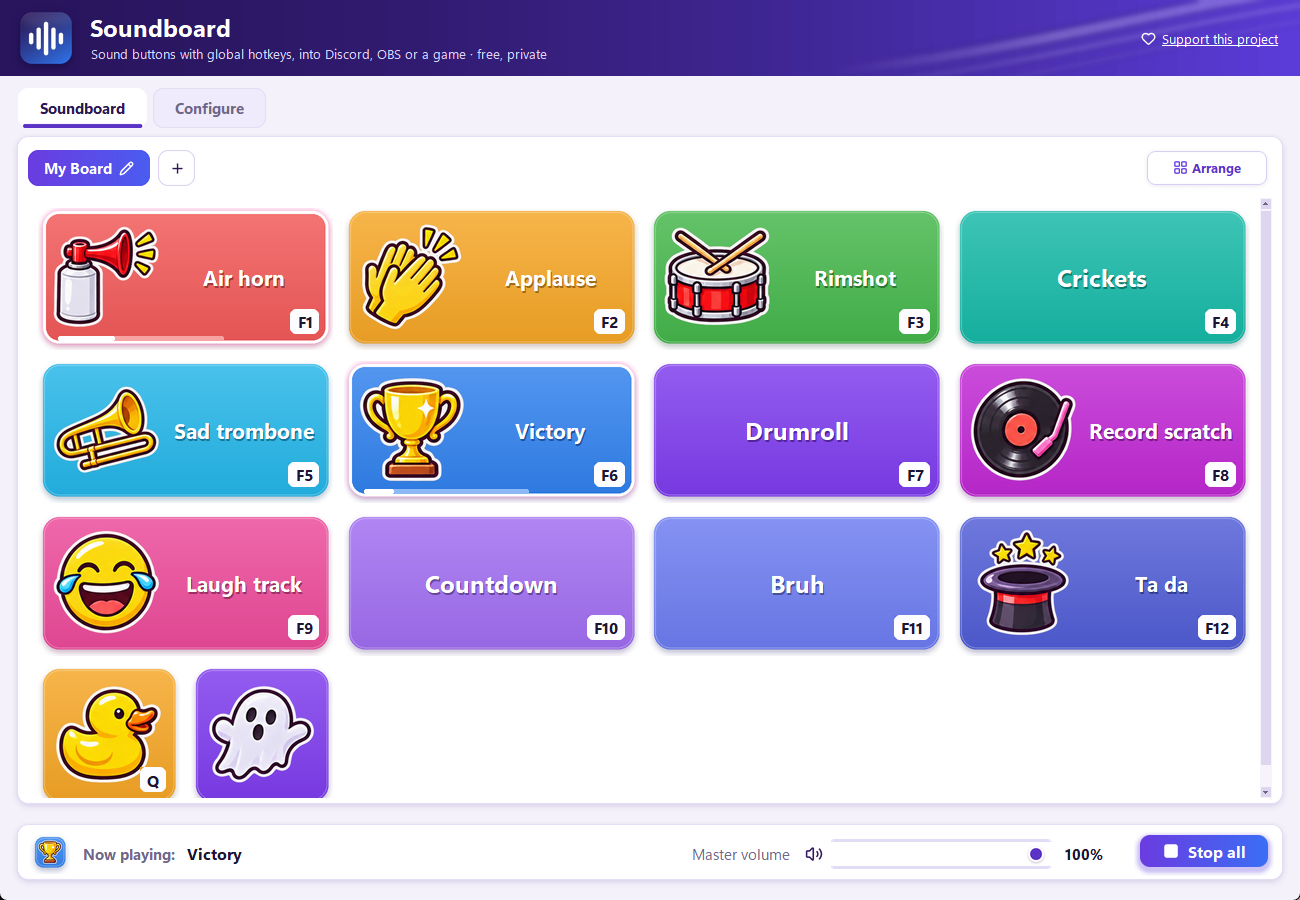 Soundboard
Sound buttons with global hotkeys, into Discord, OBS or a game · free, private
Support this project
Soundboard
Configure
My Board
+
Arrange
Air horn
F1
Applause
F2
Rimshot
F3
Crickets
F4
Sad trombone
F5
Victory
F6
Drumroll
F7
Record scratch
F8
Laugh track
F9
Countdown
F10
Bruh
F11
Ta da
F12
Q
Now playing: Victory
Master volume
100%
Stop all